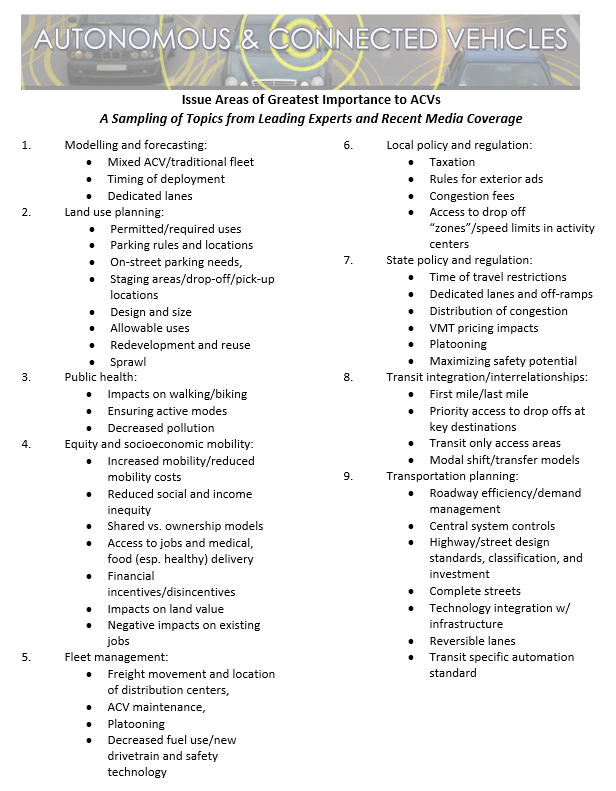 AUTONOMOUS & CONNECTED VEHICLES
Issue Areas of Greatest Importance to ACVs
A Sampling of Topics from Leading Experts and Recent Media Coverage
1. Modelling and forecasting:
• Mixed ACV/traditional fleet
• Timing of deployment
• Dedicated lanes
2. Land use planning:
• Permitted/required uses
• Parking rules and locations
• On-street parking needs,
• Staging areas/drop-off/pick-up
locations
• Design and size
• Allowable uses
• Redevelopment and reuse
• Sprawl
3. Public health:
• Impacts on walking/biking
• Ensuring active modes
• Decreased pollution
4. Equity and socioeconomic mobility:
• Increased mobility/reduced
mobility costs
• Reduced social and income
inequity
• Shared vs. ownership models
• Access to jobs and medical,
food (esp. healthy) delivery
• Financial
incentives/disincentives
• Impacts on land value
• Negative impacts on existing
jobs
5. Fleet management:
• Freight movement and location
of distribution centers,
• ACV maintenance,
• Platooning
• Decreased fuel use/new
drivetrain and safety
technology
6. Local policy and regulation:
• Taxation
• Rules for exterior ads
• Congestion fees
• Access to drop off
“zones”/speed limits in activity
centers
7. State policy and regulation:
• Time of travel restrictions
• Dedicated lanes and off-ramps
• Distribution of congestion
• VMT pricing impacts
• Platooning
• Maximizing safety potential
8. Transit integration/interrelationships:
• First mile/last mile
• Priority access to drop offs at
key destinations
• Transit only access areas
• Modal shift/transfer models
9. Transportation planning:
• Roadway efficiency/demand
management
• Central system controls
• Highway/street design
standards, classification, and
investment
• Complete streets
• Technology integration w/
infrastructure
• Reversible lanes
• Transit specific automation
standard